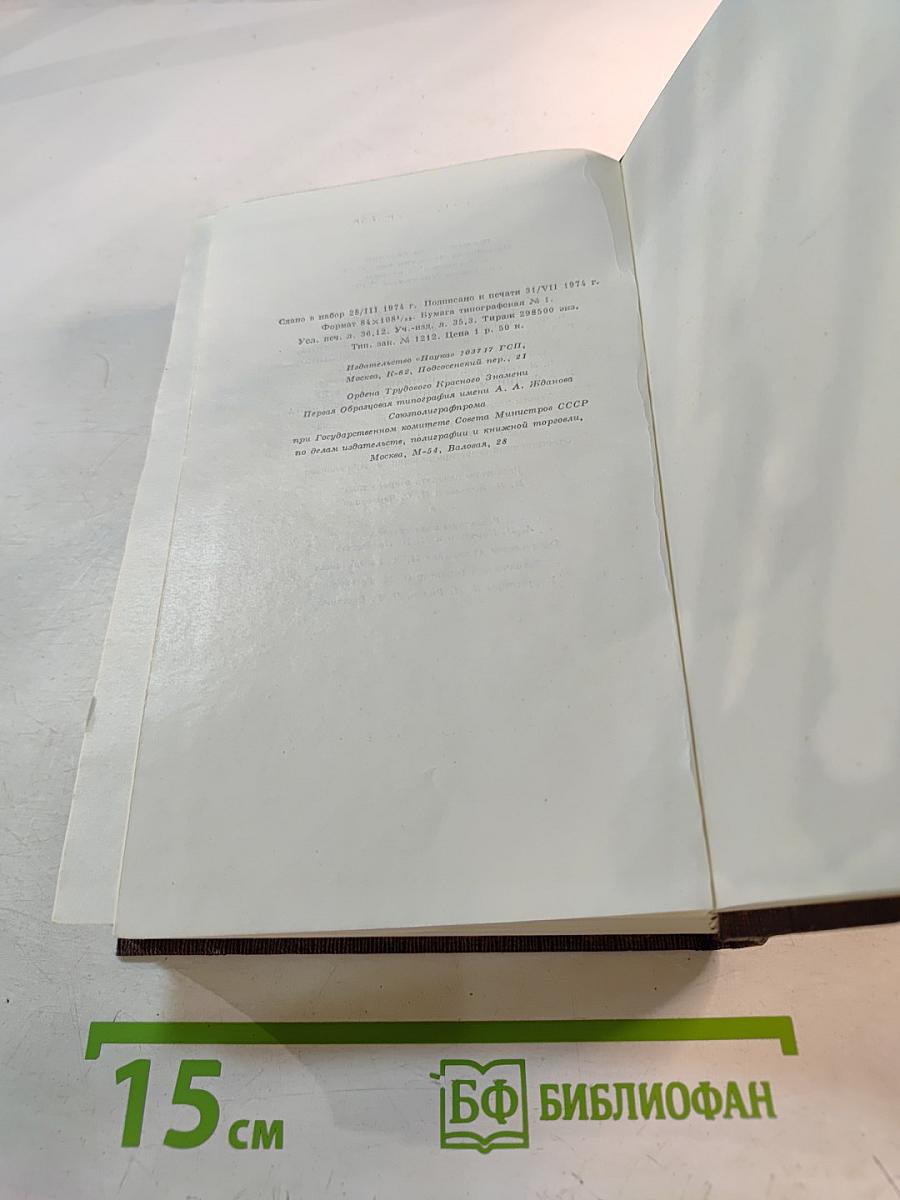 Сдано в набор 28/III 1974 г. Подписано к печати 31/VII 1974 г.
Формат 84×108¹/₃₂. Бумага типографская № 1.
Усл. печ. л. 36,12. Уч.-изд. л. 35,3. Тираж 298500 экз.
Тип. зак. № 1212. Цена 1 р. 50 к.
Издательство «Наука» 103717 ГСП,
Москва, К-62, Подсосенский пер., 21
Ордена Трудового Красного Знамени
Первая Образцовая типография имени А. А. Жданова
Союзполиграфпрома
при Государственном комитете Совета Министров СССР
по делам издательств, полиграфии и книжной торговли,
Москва, М-54, Валовая, 28
15 см
БФ БИБЛИОФАН